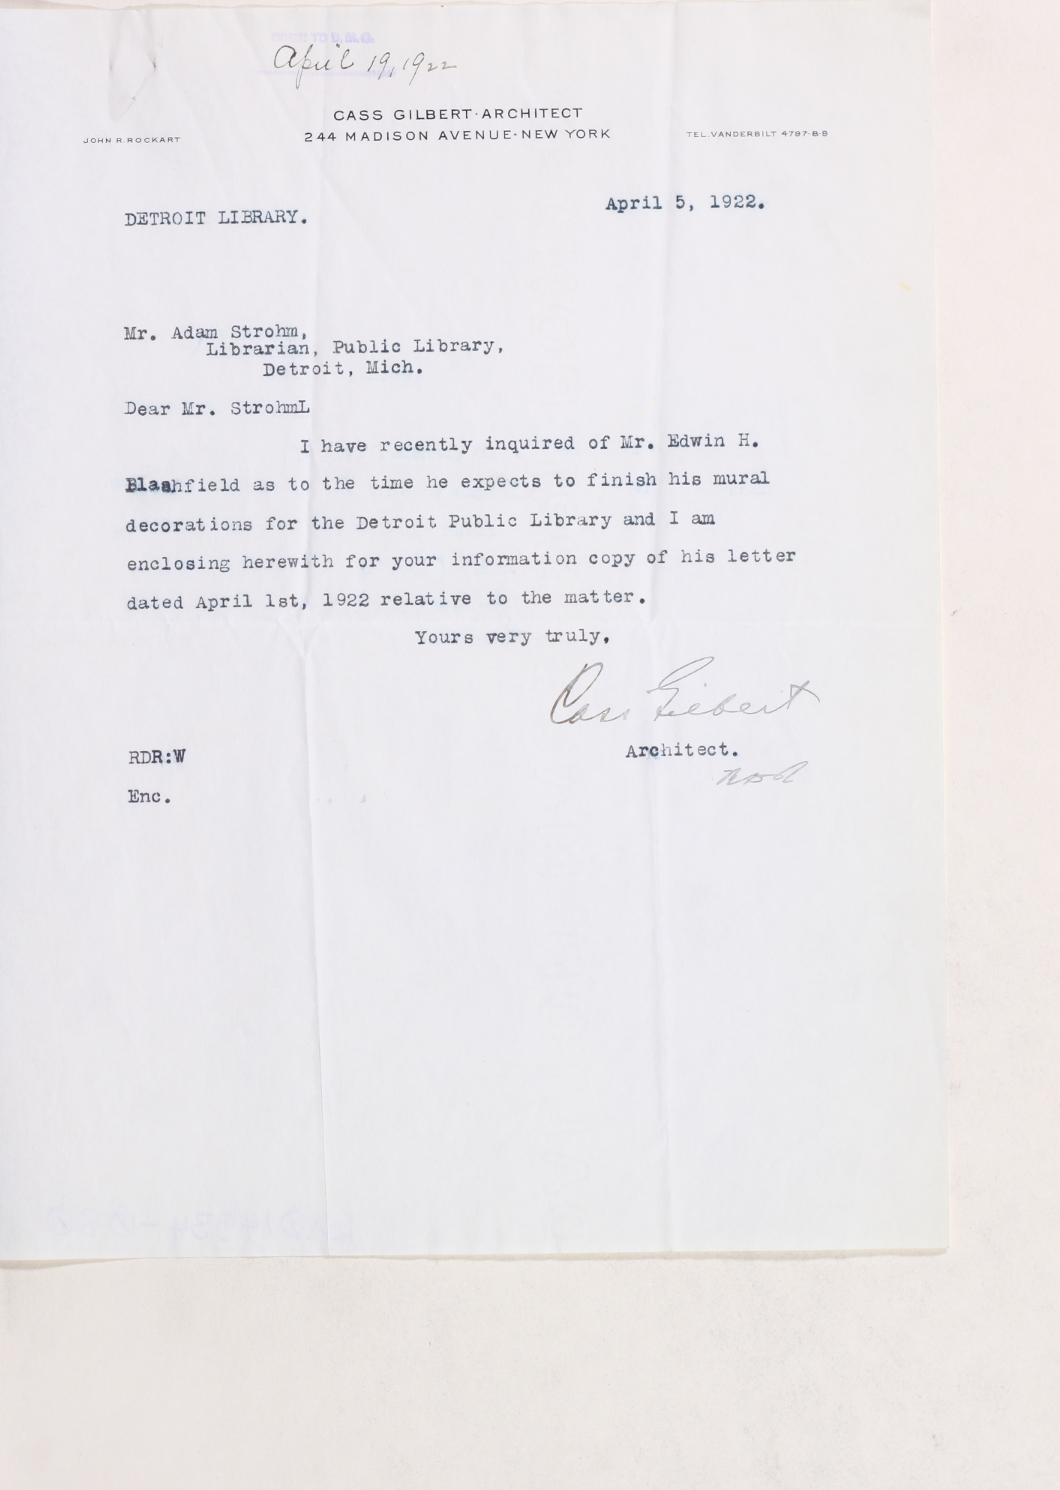 April 19, 1922
CASS GILBERT·ARCHITECT
244 MADISON AVENUE·NEW YORK
JOHN R. ROCKART
TEL. VANDERBILT 4797-8-9
April 5, 1922.
DETROIT LIBRARY.
Mr. Adam Strohm,
Librarian, Public Library,
Detroit, Mich.
Dear Mr. StrohmL
I have recently inquired of Mr. Edwin H.
Blashfield as to the time he expects to finish his mural
decorations for the Detroit Public Library and I am
enclosing herewith for your information copy of his letter
dated April 1st, 1922 relative to the matter.
Yours very truly,
Cass Gilbert
Architect.
RDR:W
Enc.